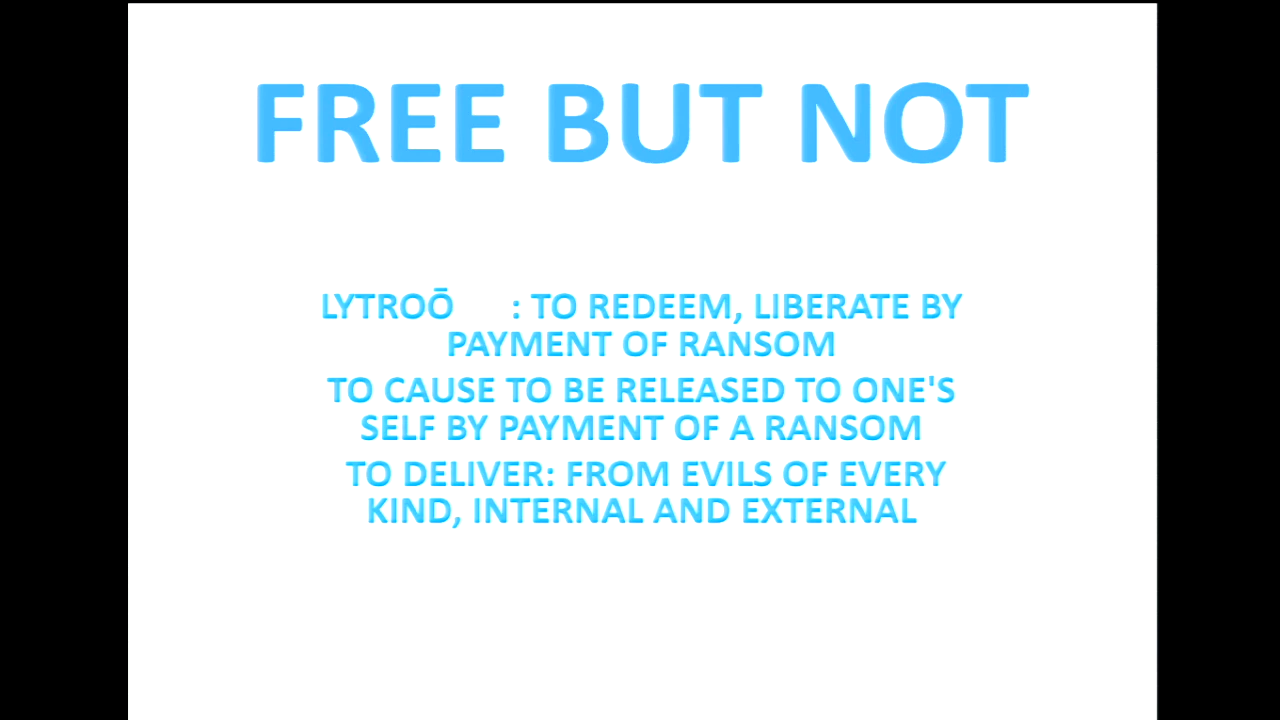 FREE BUT NOT
LYTROŌ : TO REDEEM, LIBERATE BY
PAYMENT OF RANSOM
TO CAUSE TO BE RELEASED TO ONE'S
SELF BY PAYMENT OF A RANSOM
TO DELIVER: FROM EVILS OF EVERY
KIND, INTERNAL AND EXTERNAL